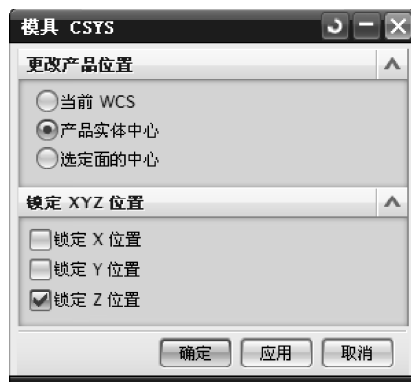 模具 CSYS
更改产品位置
当前 WCS
产品实体中心
选定面的中心
锁定 XYZ 位置
锁定 X 位置
锁定 Y 位置
锁定 Z 位置
确定 应用 取消